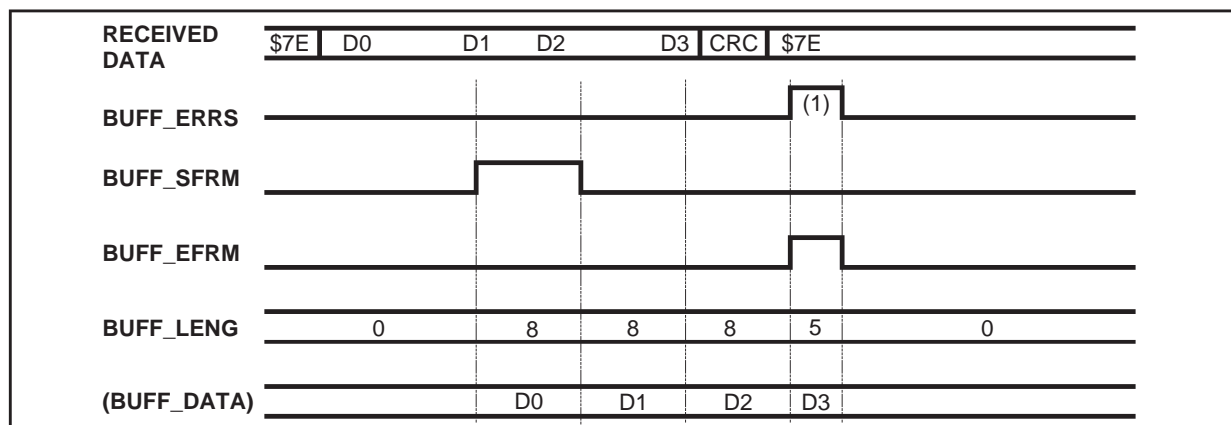 RECEIVED DATA
$7E D0 D1 D2 D3 CRC $7E
BUFF_ERRS (1)
BUFF_SFRM
BUFF_EFRM
BUFF_LENG 0 8 8 8 5 0
(BUFF_DATA) D0 D1 D2 D3